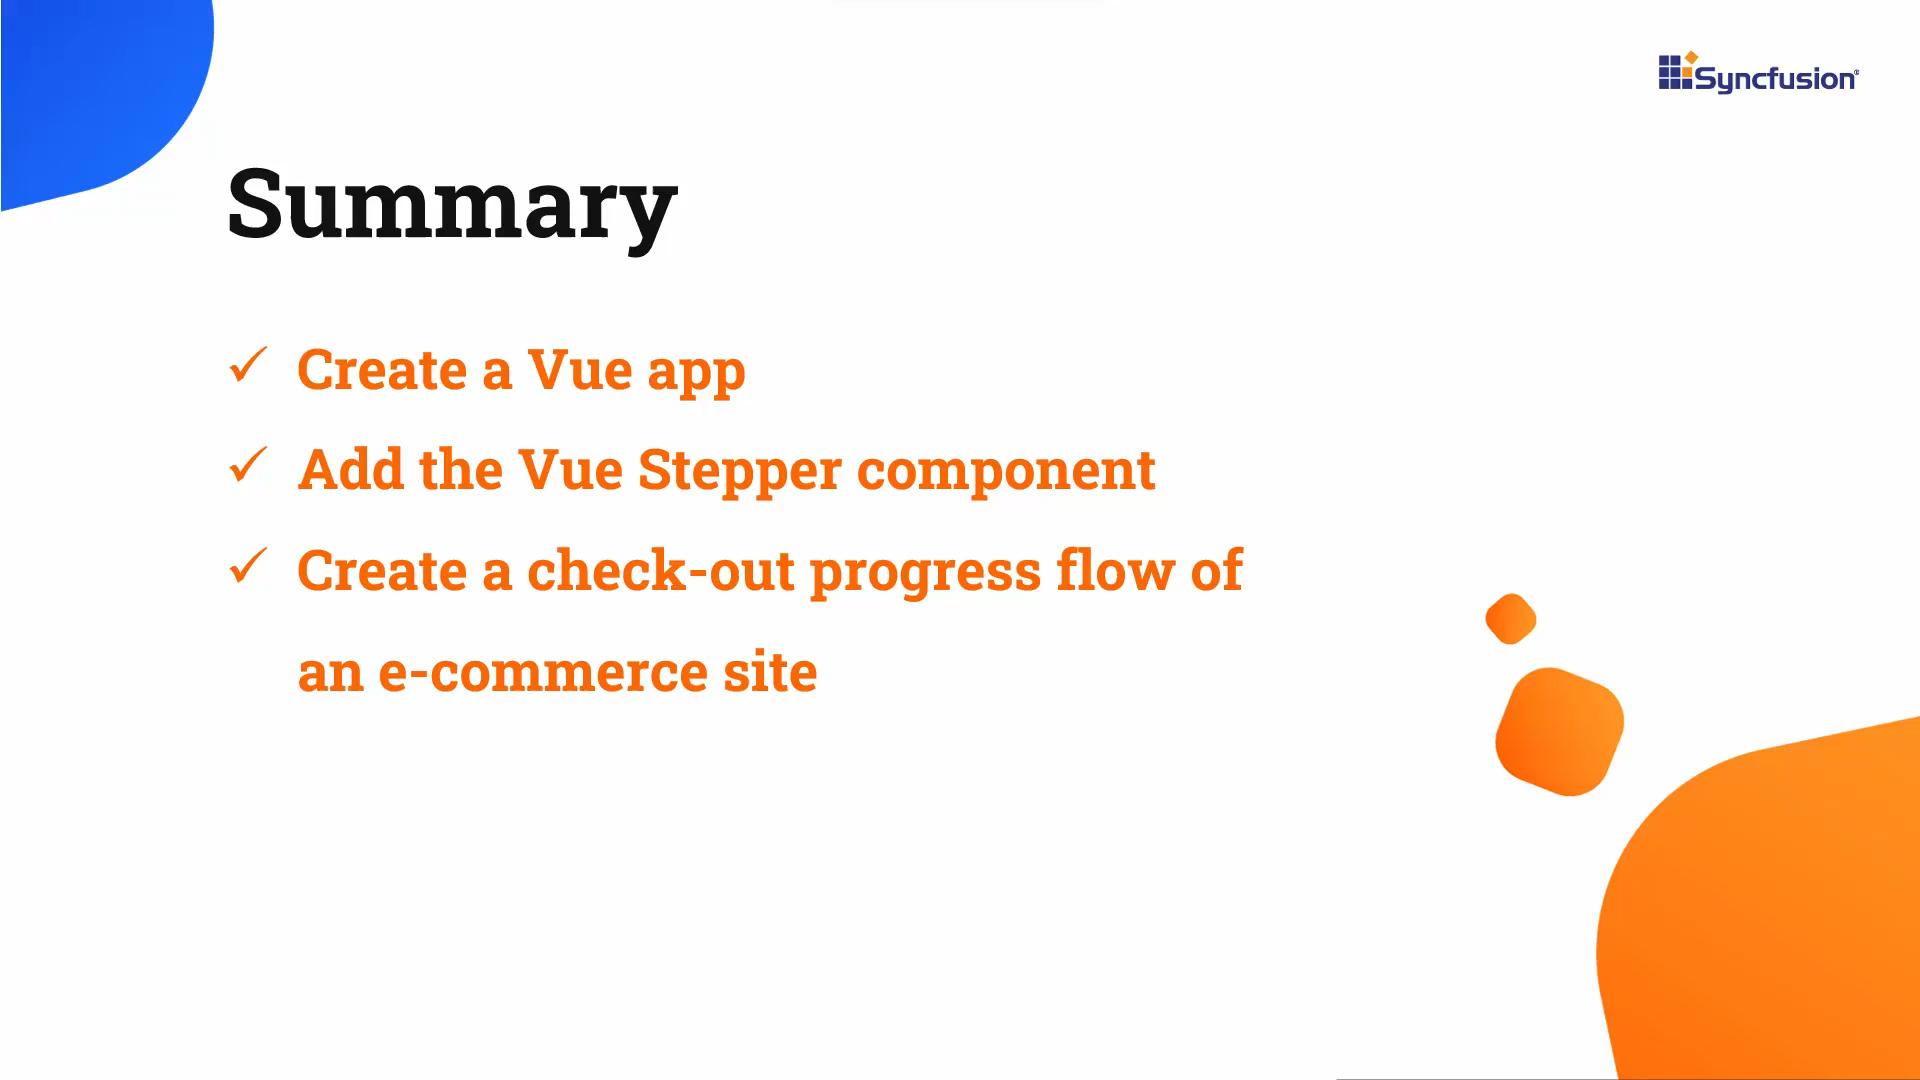 Syncfusion
Summary
✓ Create a Vue app
✓ Add the Vue Stepper component
✓ Create a check-out progress flow of
an e-commerce site